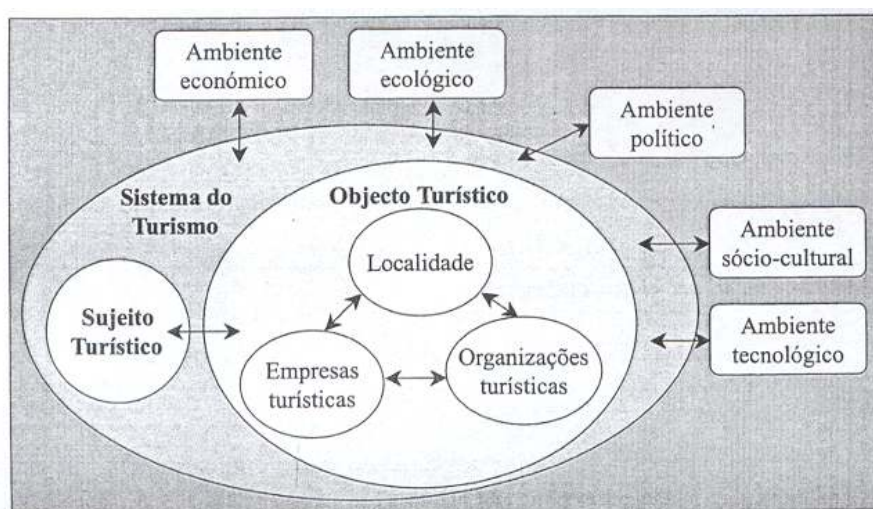 Ambiente
económico
Ambiente
ecológico
Ambiente
político
Sistema do
Turismo
Objecto Turístico
Ambiente
sócio-cultural
Localidade
Sujeito
Turístico
Ambiente
tecnológico
Empresas
turísticas
Organizações
turísticas